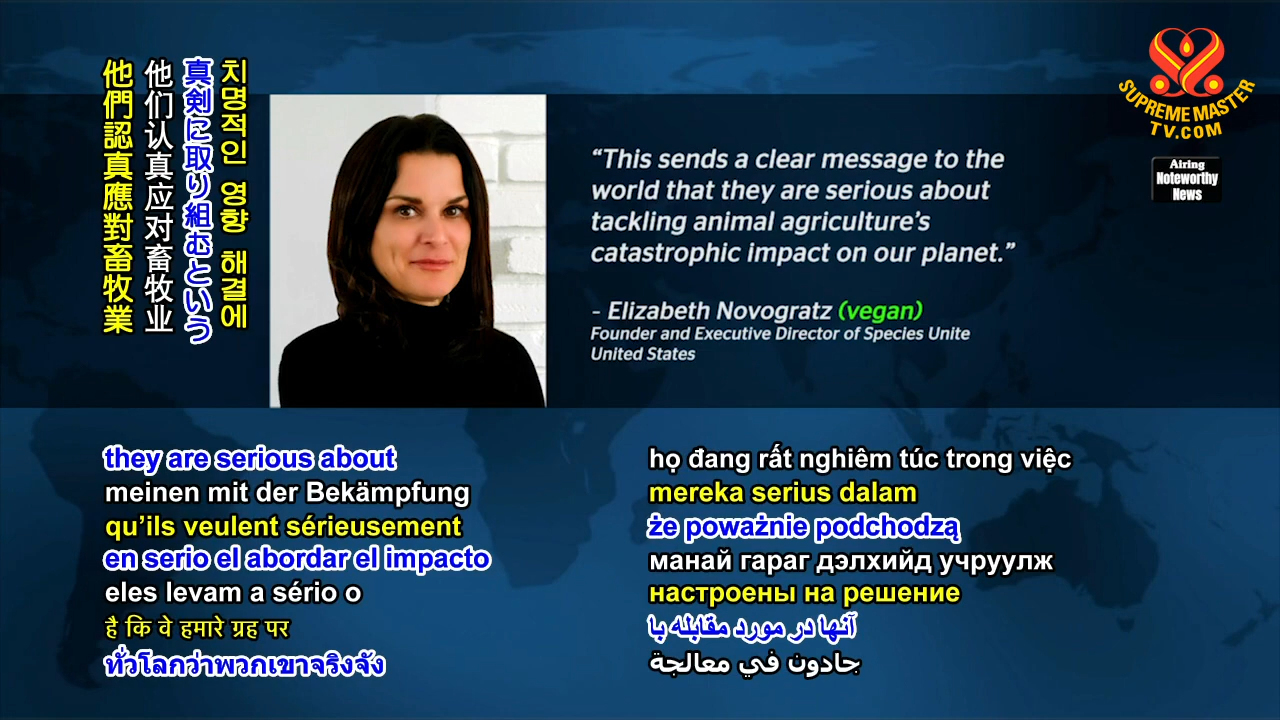 치명적인 영향 해결에
真剣に取り組むという
他们认真应对畜牧业
他們認真應對畜牧業
SUPREME MASTER
TV.COM
Airing
Noteworthy
News
“This sends a clear message to the
world that they are serious about
tackling animal agriculture’s
catastrophic impact on our planet.”
- Elizabeth Novogratz (vegan)
Founder and Executive Director of Species Unite
United States
they are serious about
meinen mit der Bekämpfung
qu’ils veulent sérieusement
en serio el abordar el impacto
eles levam a sério o
है कि वे हमारे ग्रह पर
ทั่วโลกว่าพวกเขาจริงจัง
họ đang rất nghiêm túc trong việc
mereka serius dalam
że poważnie podchodzą
манай гараг дэлхийд учруулж
настроены на решение
آنها در مورد مقابله با
جادون في معالجة